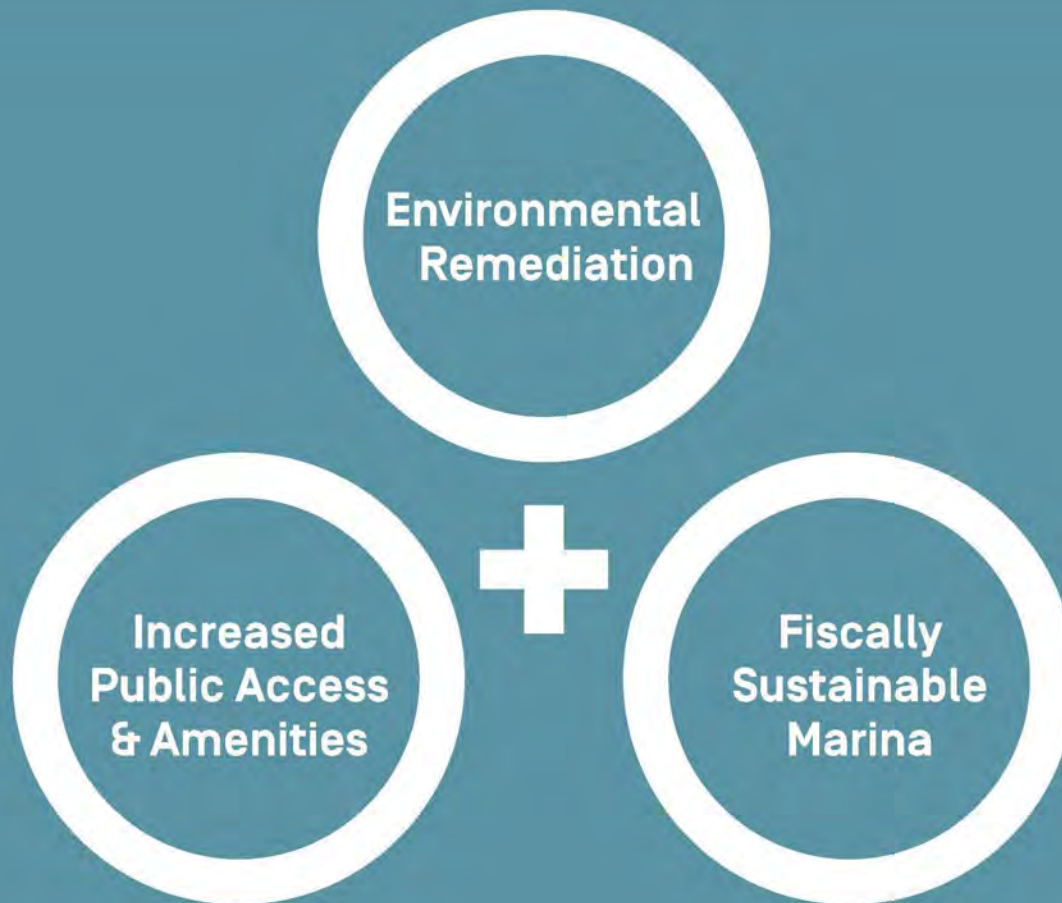 Environmental
Remediation
+
Increased
Public Access
& Amenities
Fiscally
Sustainable
Marina